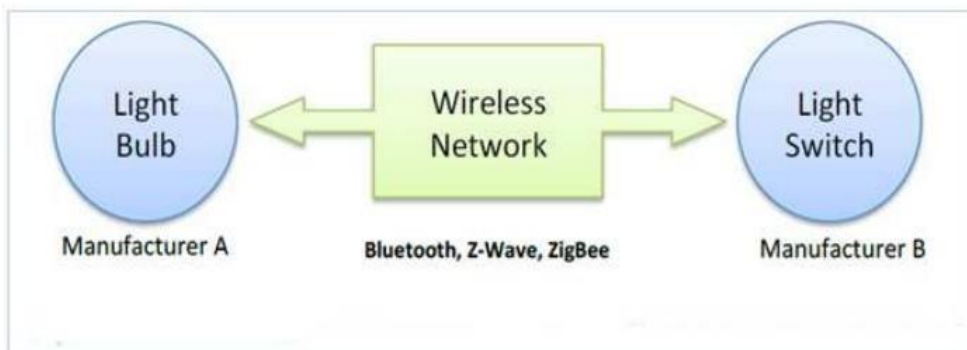 Light
Bulb
Wireless
Network
Light
Switch
Manufacturer A
Bluetooth, Z-Wave, ZigBee
Manufacturer B